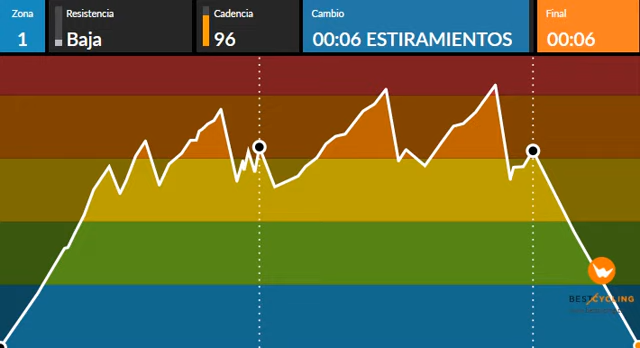 Zona
1
Resistencia
Baja
Cadencia
96
Cambio
00:06 ESTIRAMIENTOS
Final
00:06
BESTCYCLING